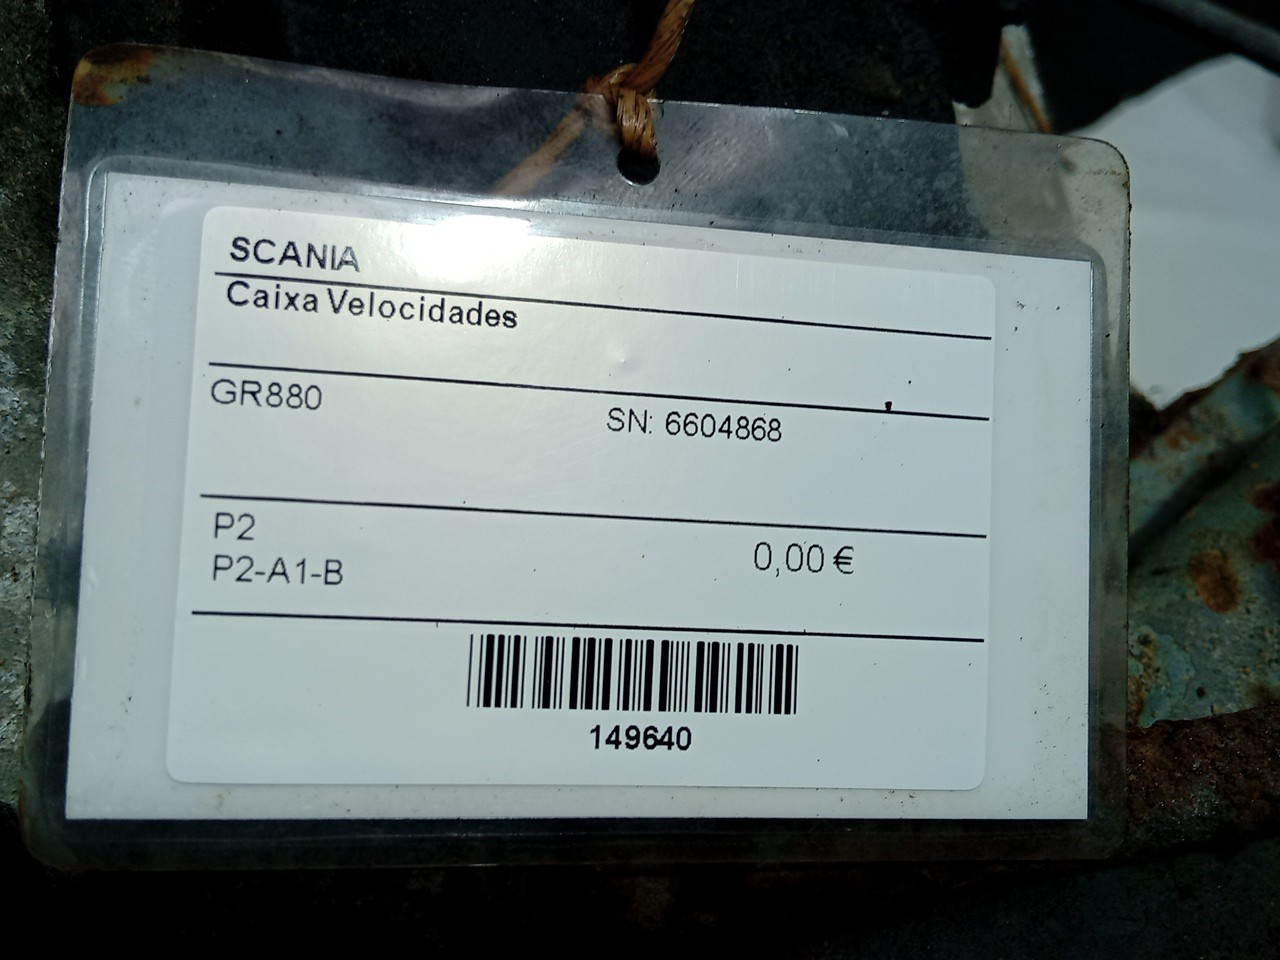 SCANIA
Caixa Velocidades
GR880 SN: 6604868
P2
P2-A1-B 0,00 €
149640